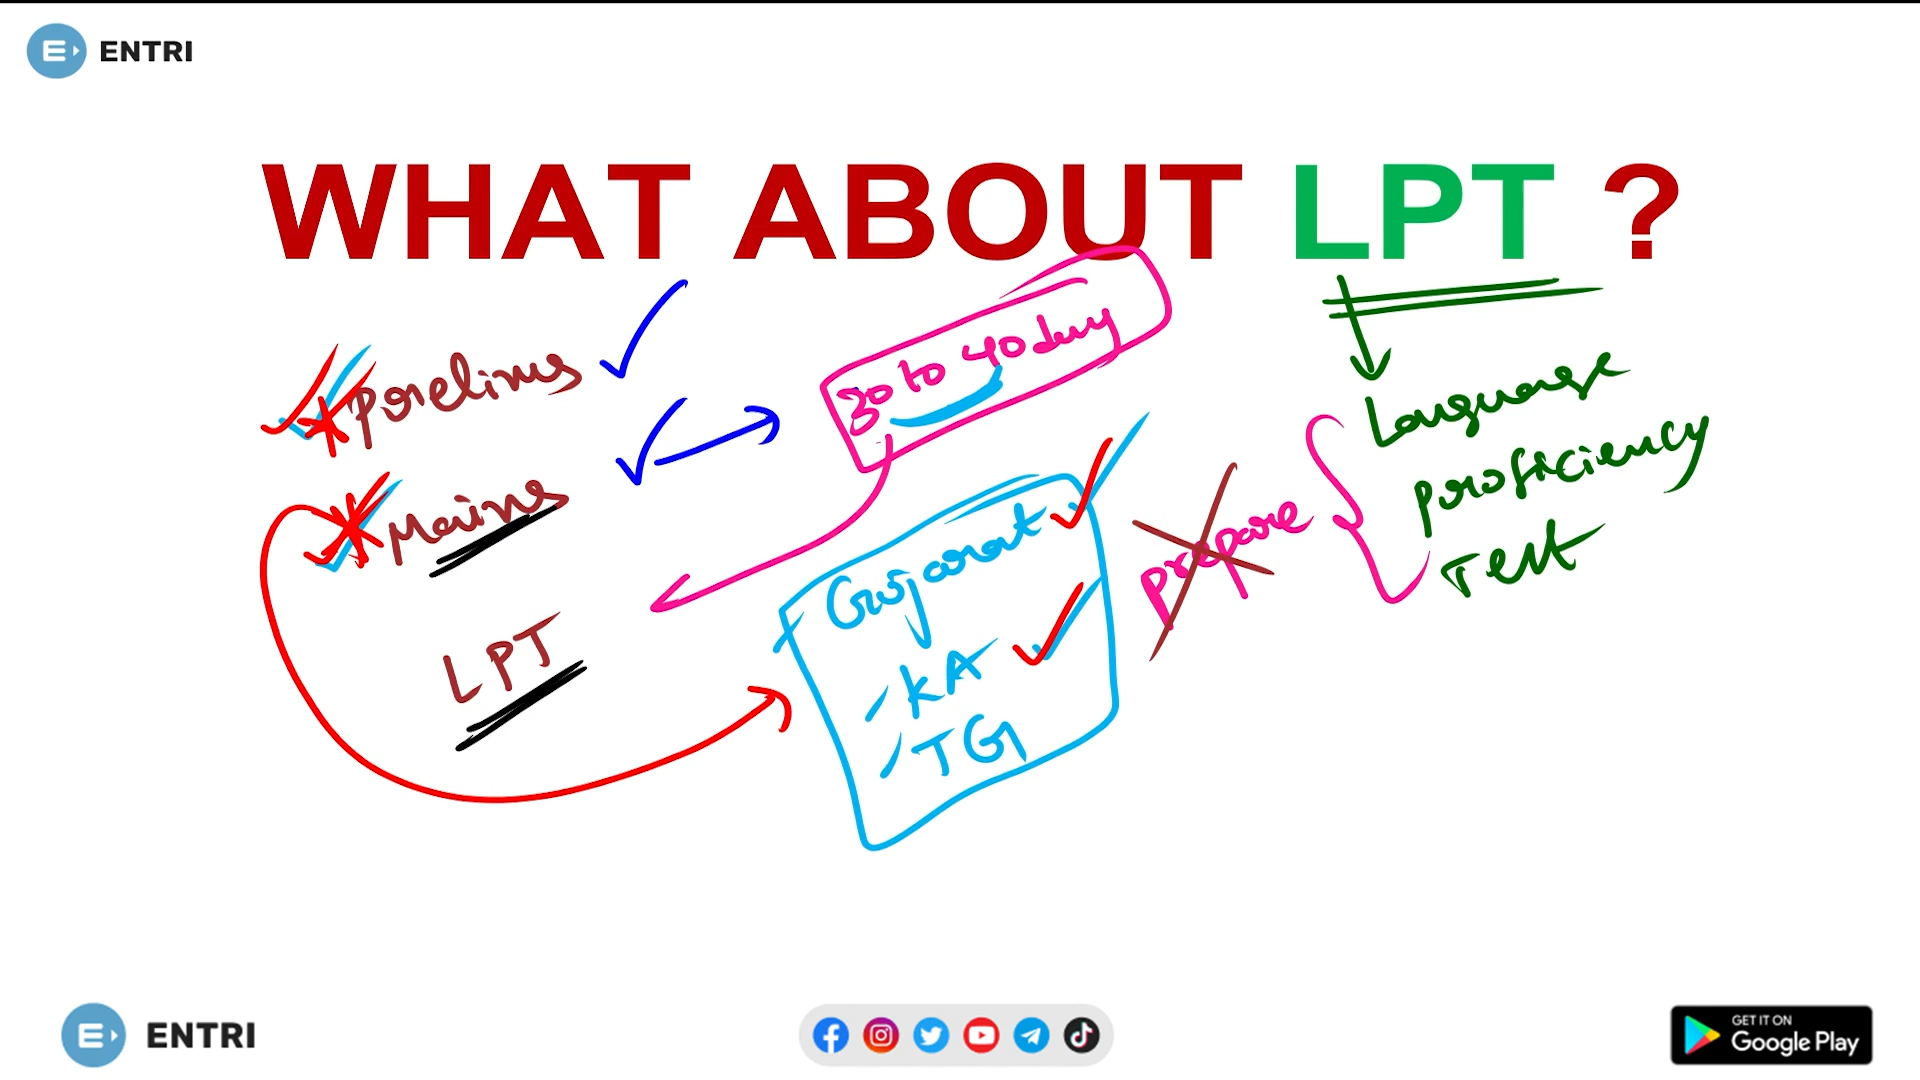 ENTRI
WHAT ABOUT LPT ?
Prelims
30 to 40 day
Language
Proficiency
Test
Mains
Gujarat
prepare
LPT
KA
TG
ENTRI
GET IT ON
Google Play